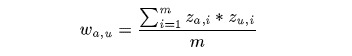 w_{a,u} = \frac{\sum_{i=1}^{m} z_{a,i} * z_{u,i}}{m}